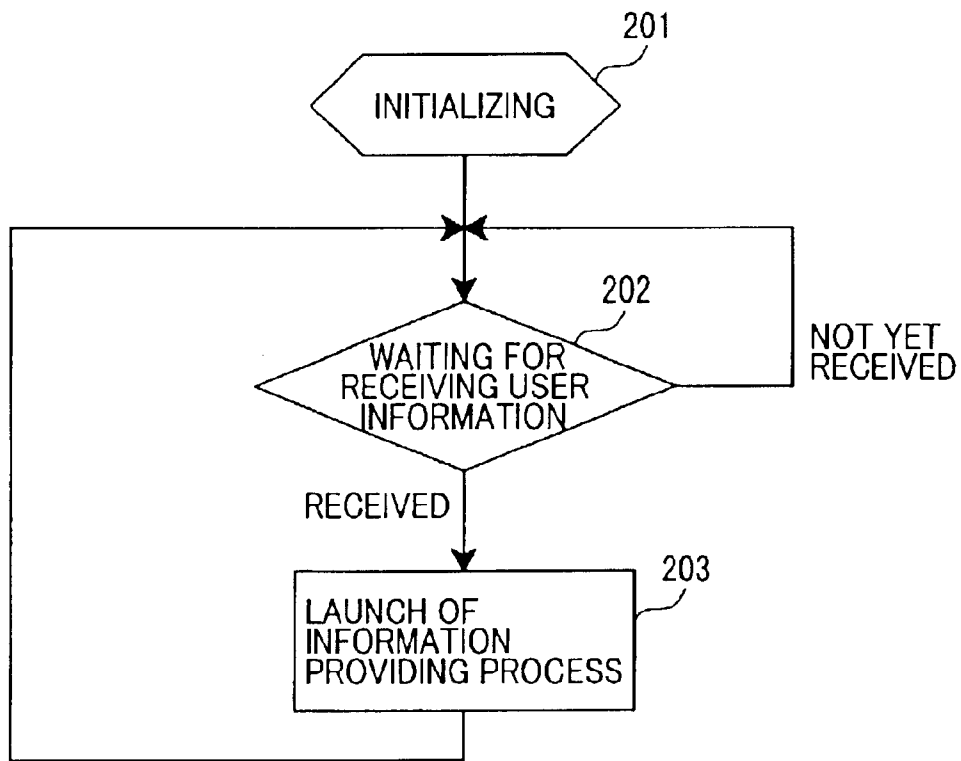 201
INITIALIZING
202
WAITING FOR
RECEIVING USER
INFORMATION
NOT YET
RECEIVED
RECEIVED
203
LAUNCH OF
INFORMATION
PROVIDING PROCESS